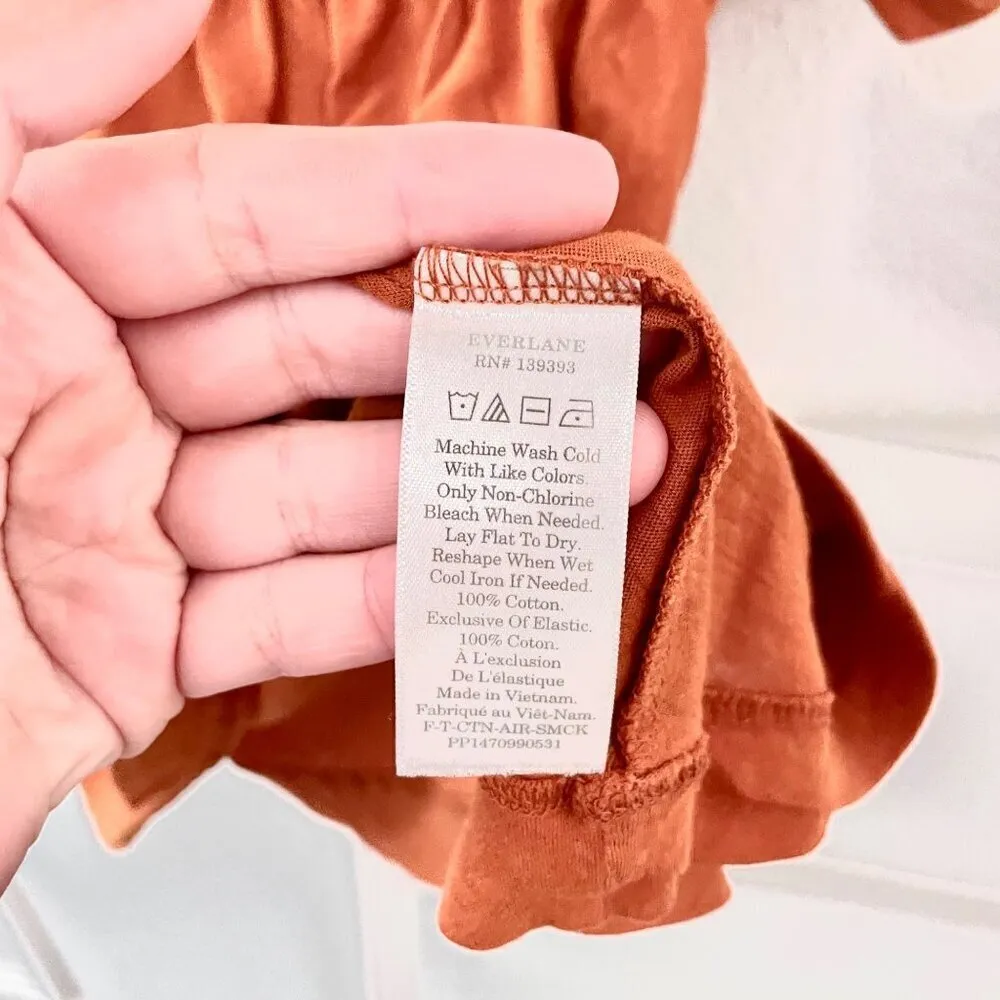 EVERLANE
RN# 139393
Machine Wash Cold
With Like Colors.
Only Non-Chlorine
Bleach When Needed.
Lay Flat To Dry.
Reshape When Wet
Cool Iron If Needed.
100% Cotton.
Exclusive Of Elastic.
100% Coton.
À L'exclusion
De L'élastique
Made in Vietnam.
Fabriqué au Viêt-Nam.
F-T-CTN-AIR-SMCK
PP1470990531